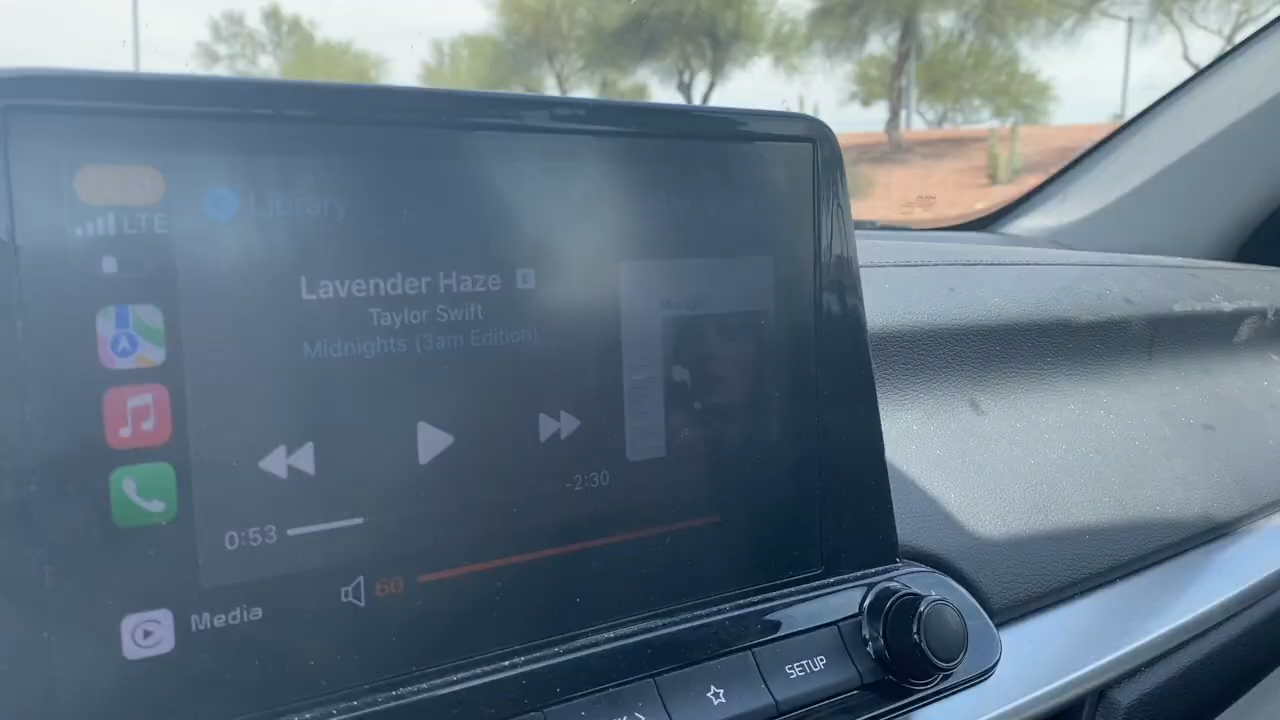 LTE
Library
Lavender Haze E
Taylor Swift
Midnights (3am Edition)
-2:30
0:53
60
Media
SETUP